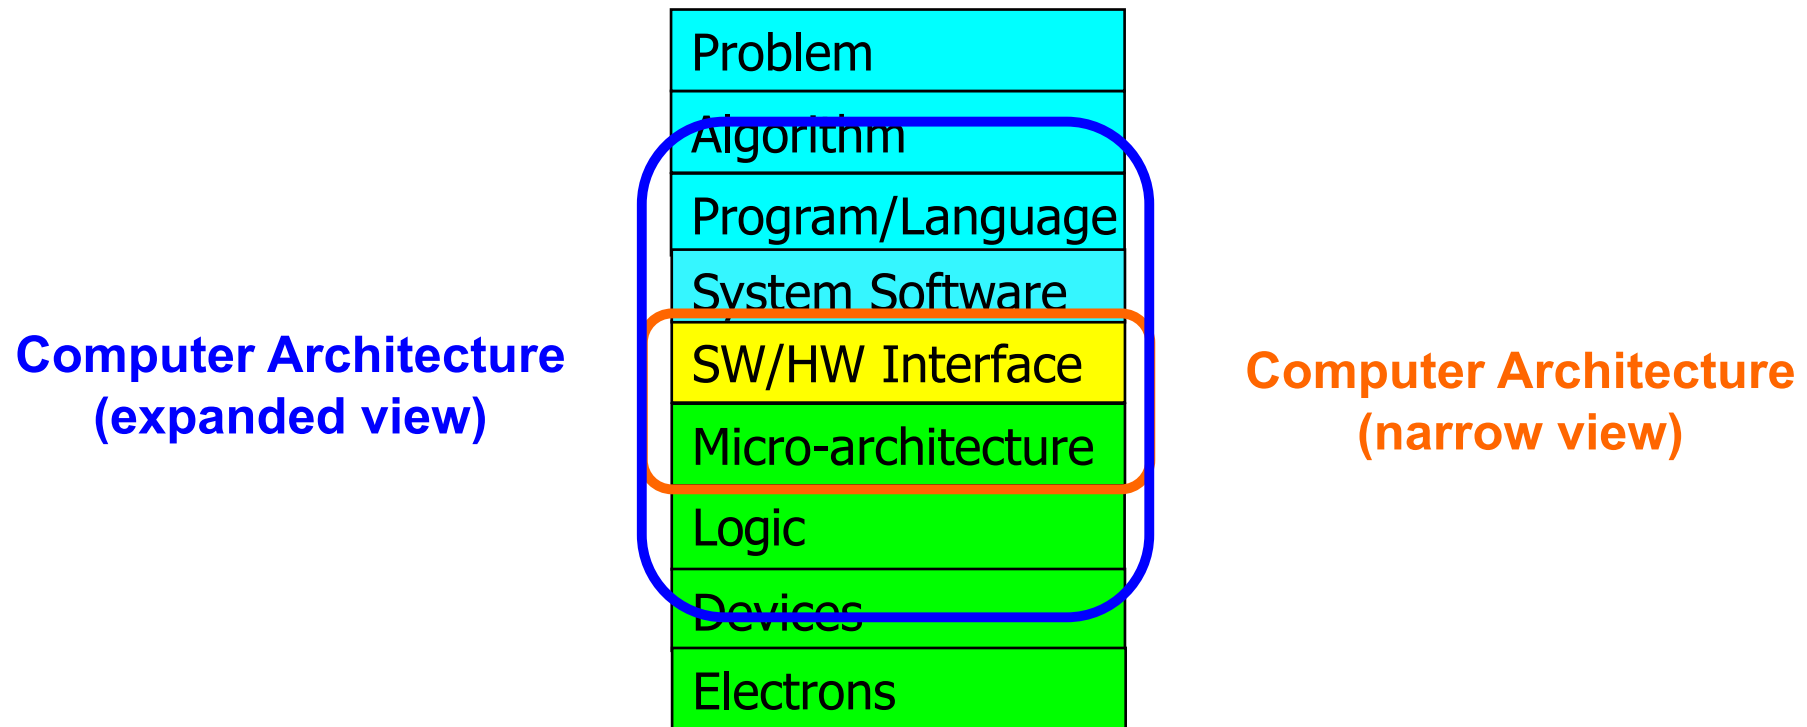 Problem
Algorithm
Program/Language
System Software
SW/HW Interface
Micro-architecture
Logic
Devices
Electrons
Computer Architecture
(expanded view)
Computer Architecture
(narrow view)